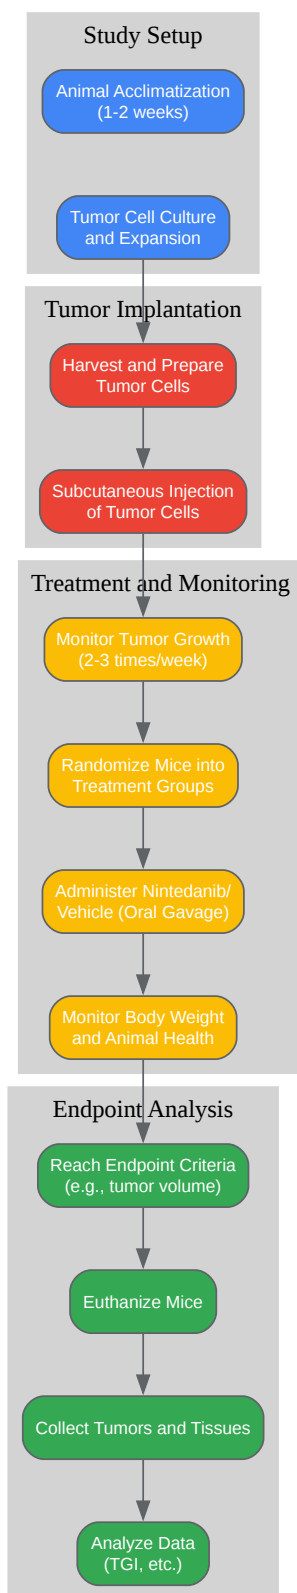 Study Setup
Animal Acclimatization
(1-2 weeks)
Tumor Cell Culture
and Expansion
Tumor Implantation
Harvest and Prepare
Tumor Cells
Subcutaneous Injection
of Tumor Cells
Treatment and Monitoring
Monitor Tumor Growth
(2-3 times/week)
Randomize Mice into
Treatment Groups
Administer Nintedanib/
Vehicle (Oral Gavage)
Monitor Body Weight
and Animal Health
Endpoint Analysis
Reach Endpoint Criteria
(e.g., tumor volume)
Euthanize Mice
Collect Tumors and Tissues
Analyze Data
(TGI, etc.)